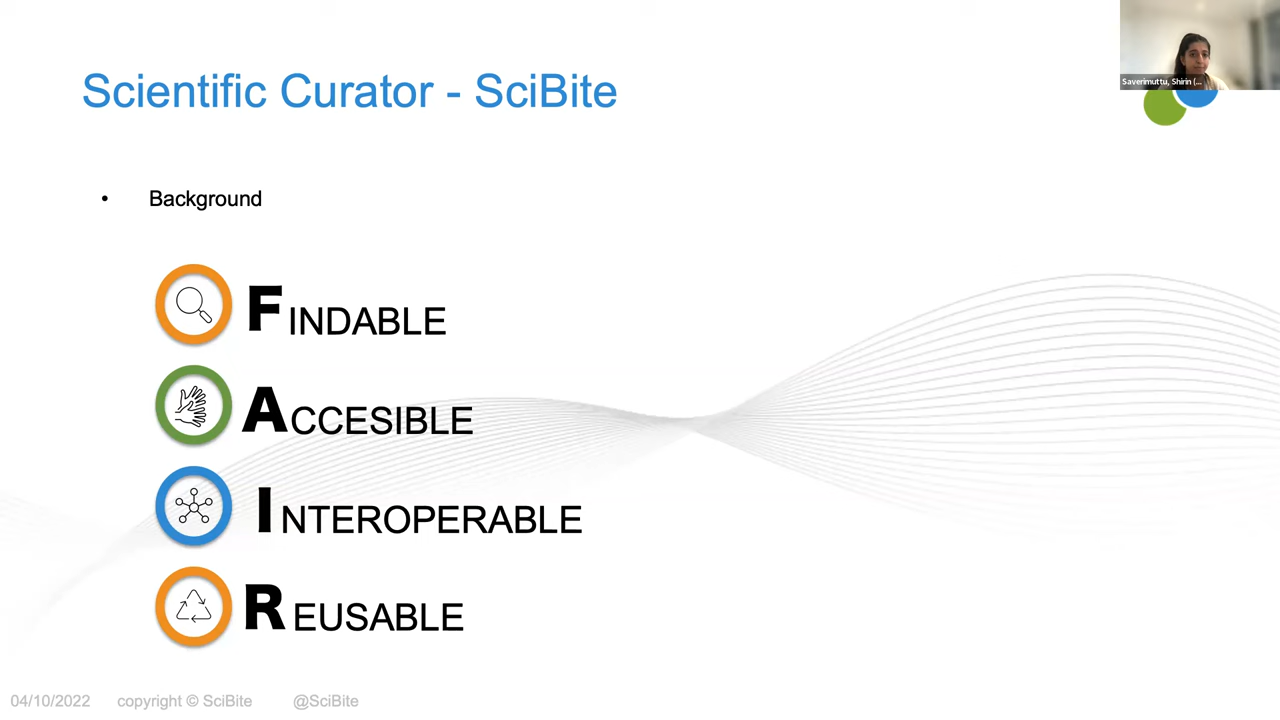 Scientific Curator - SciBite
Saverimuttu, Shirin (...
• Background
FINDABLE
ACCESIBLE
INTEROPERABLE
REUSABLE
04/10/2022 copyright © SciBite @SciBite